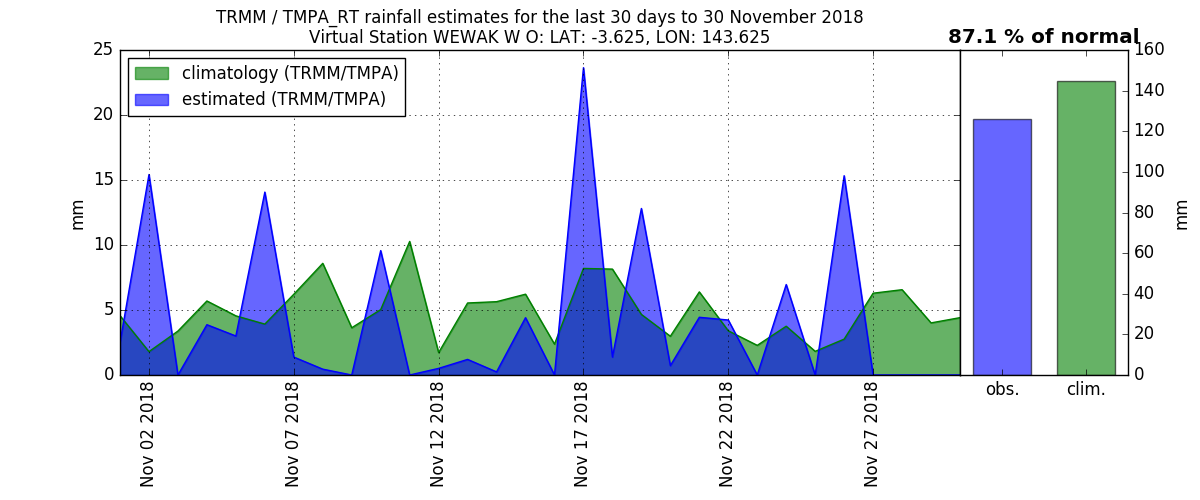 TRMM / TMPA_RT rainfall estimates for the last 30 days to 30 November 2018
Virtual Station WEWAK W O: LAT: -3.625, LON: 143.625
87.1 % of normal
climatology (TRMM/TMPA)
estimated (TRMM/TMPA)
25
20
15
10
5
0
mm
160
140
120
100
80
60
40
20
0
mm
Nov 02 2018
Nov 07 2018
Nov 12 2018
Nov 17 2018
Nov 22 2018
Nov 27 2018
obs.
clim.